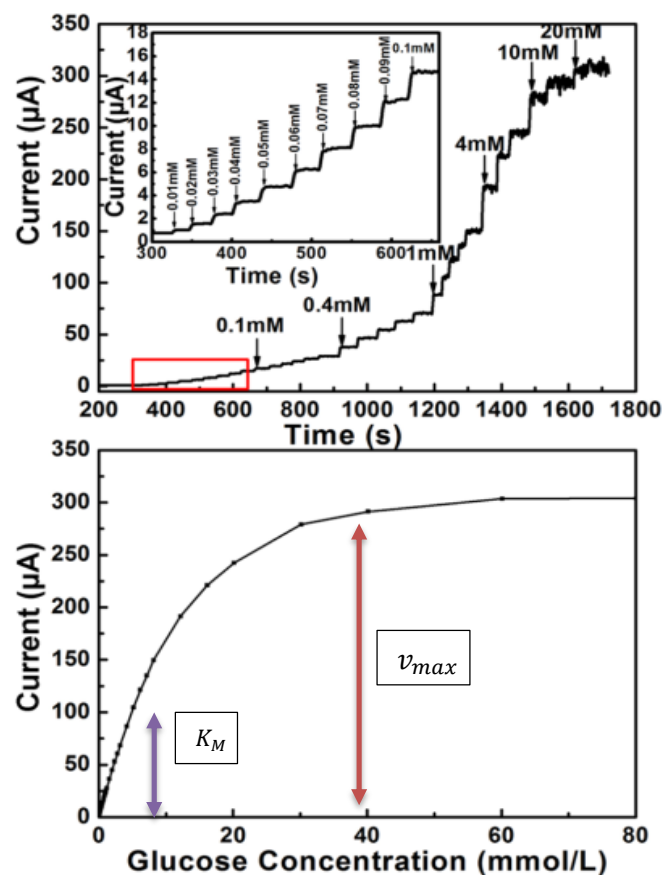 Current (µA)
350
300
250
200
150
100
50
0
Current (µA)
18
16
14
12
10
8
6
4
2
0
0.01mM
0.02mM
0.03mM
0.04mM
0.05mM
0.06mM
0.07mM
0.08mM
0.09mM
0.1mM
300 400 500 600
Time (s)
0.1mM
0.4mM
1mM
4mM
10mM
20mM
200 400 600 800 1000 1200 1400 1600 1800
Time (s)
Current (µA)
350
300
250
200
150
100
50
0
K_M
v_max
0 20 40 60 80
Glucose Concentration (mmol/L)